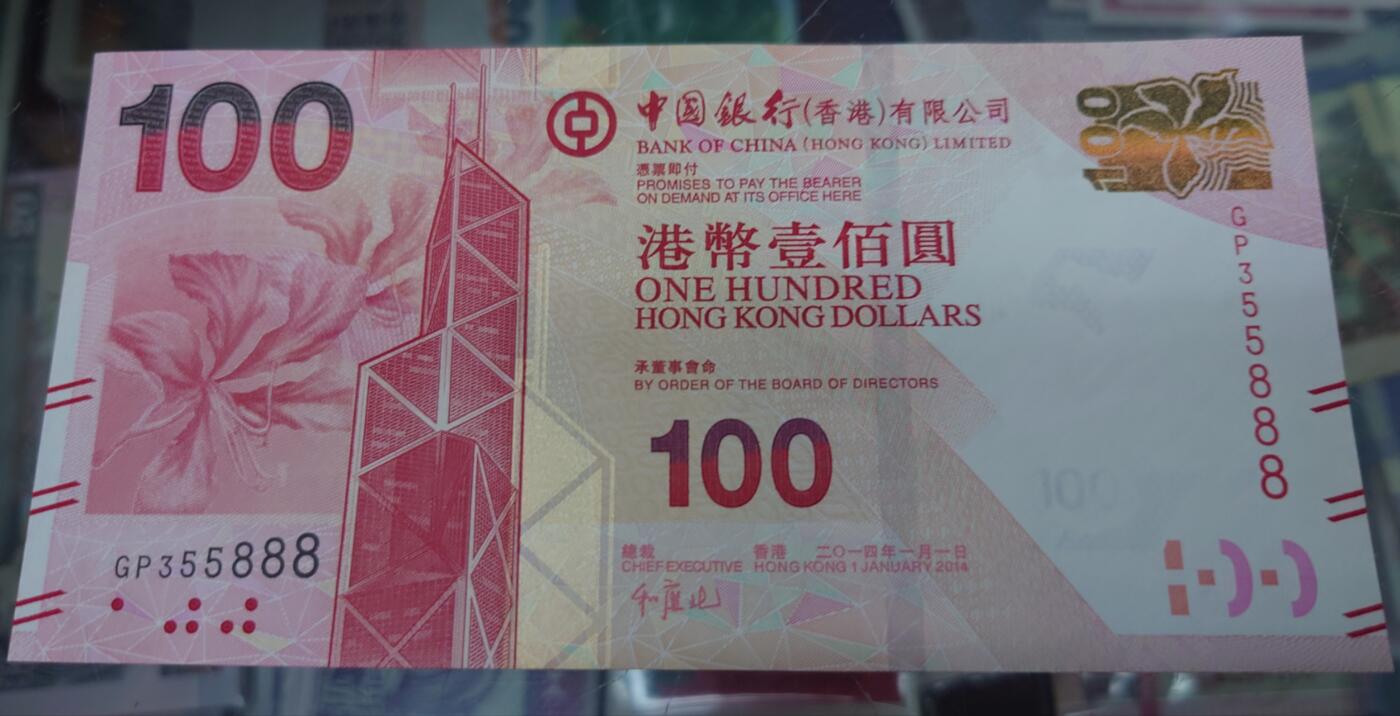 100
中國銀行(香港)有限公司
BANK OF CHINA (HONG KONG) LIMITED
憑票即付
PROMISES TO PAY THE BEARER
ON DEMAND AT ITS OFFICE HERE
港幣壹佰圓
ONE HUNDRED
HONG KONG DOLLARS
承董事會命
BY ORDER OF THE BOARD OF DIRECTORS
100
總裁 香港 二〇一四年一月一日
CHIEF EXECUTIVE HONG KONG 1 JANUARY 2014
GP355888
100
GP355888